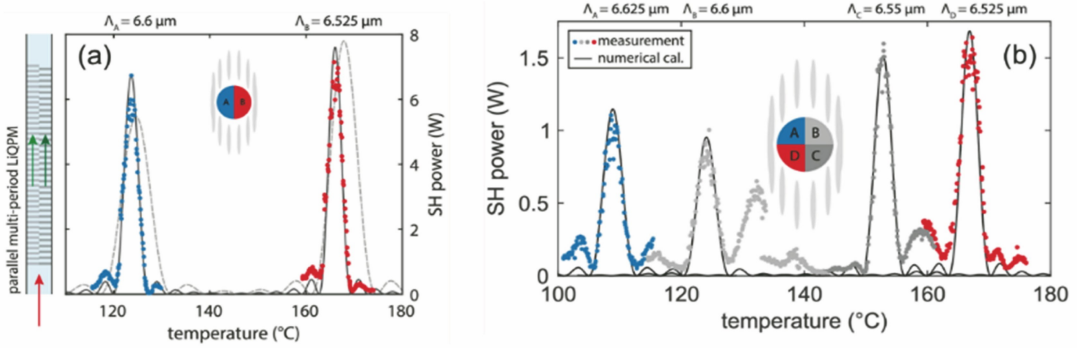 Λ_A = 6.6 µm
Λ_B = 6.525 µm
(a)
A B
parallel multi-period LiQPM
8
6
4
2
0
SH power (W)
120 140 160 180
temperature (°C)
Λ_A = 6.625 µm
Λ_B = 6.6 µm
Λ_C = 6.55 µm
Λ_D = 6.525 µm
measurement
numerical cal.
(b)
A B
D C
1.5
1
0.5
0
SH power (W)
100 120 140 160 180
temperature (°C)